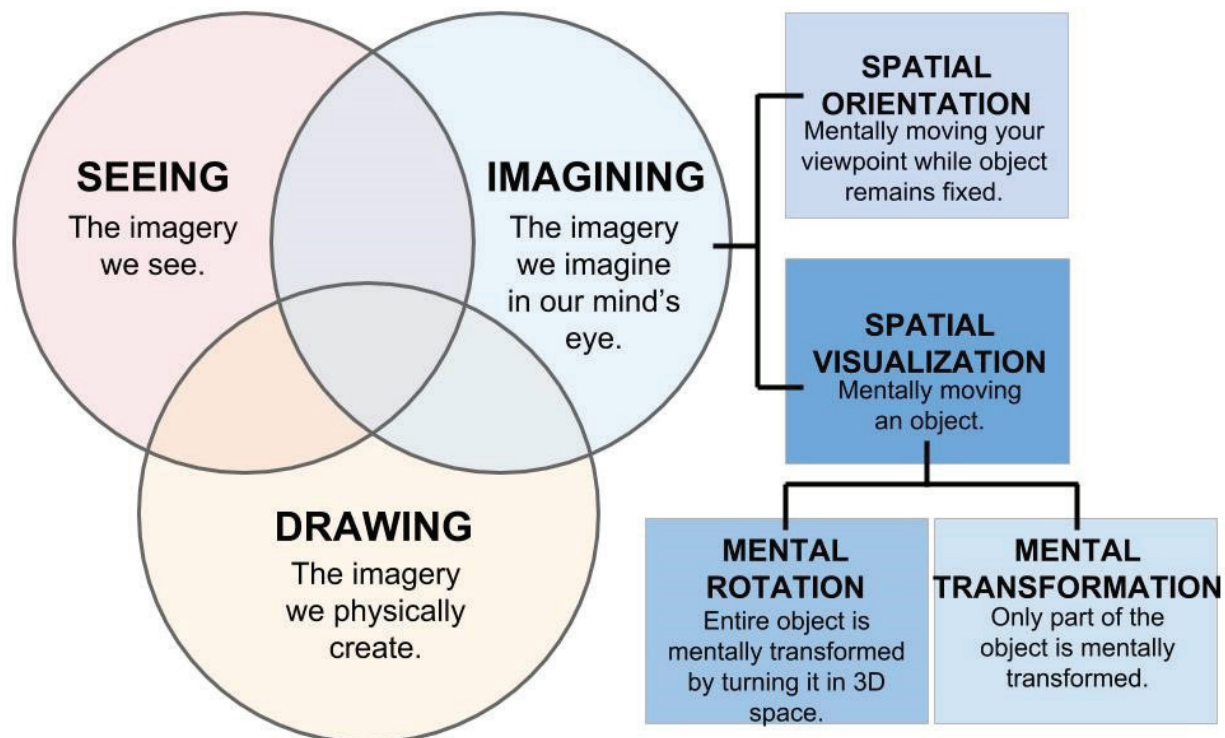 SEEING
The imagery
we see.
IMAGINING
The imagery
we imagine
in our mind's
eye.
DRAWING
The imagery
we physically
create.
SPATIAL
ORIENTATION
Mentally moving your
viewpoint while object
remains fixed.
SPATIAL
VISUALIZATION
Mentally moving
an object.
MENTAL
ROTATION
Entire object is
mentally transformed
by turning it in 3D
space.
MENTAL
TRANSFORMATION
Only part of the
object is mentally
transformed.